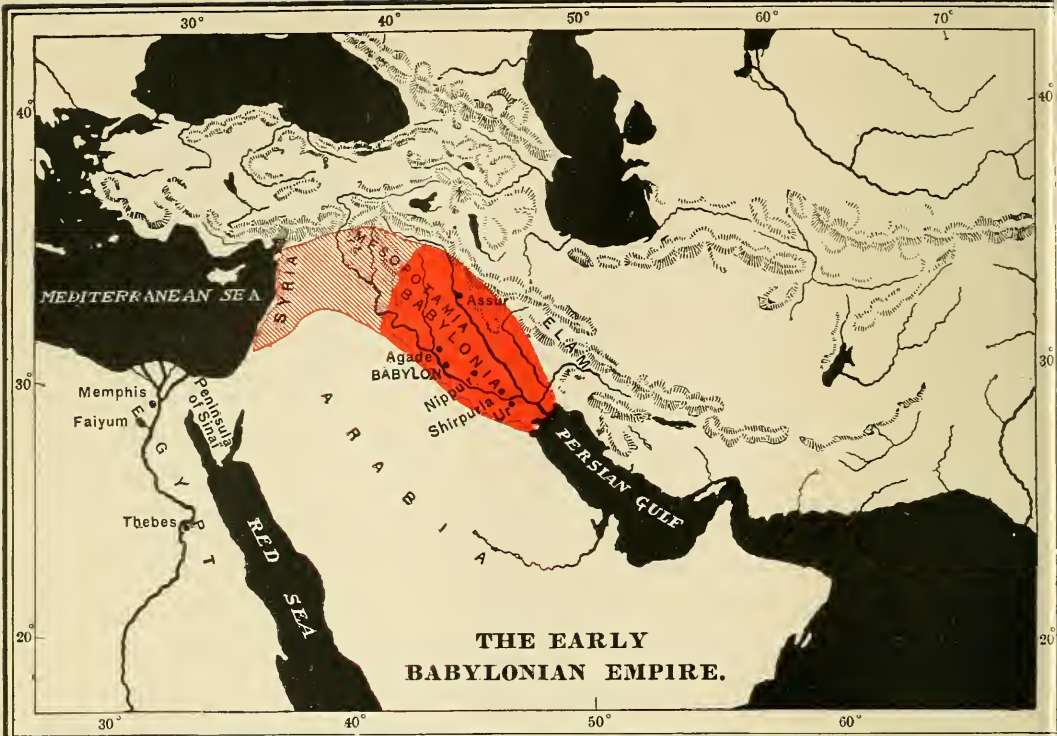 30° 40° 50° 60° 70°
40° 40°
30° 30°
20° 20°
MEDITERRANEAN SEA
SYRIA
MESOPOTAMIA
BABYLONIA
Assur
ELAM
Agade
BABYLON
Nippur
Shirpurla
Ur
Memphis
Faiyum
Peninsula
of Sinai
EGYPT
Thebes
ARABIA
PERSIAN GULF
RED
SEA
THE EARLY
BABYLONIAN EMPIRE.
30° 40° 50° 60°